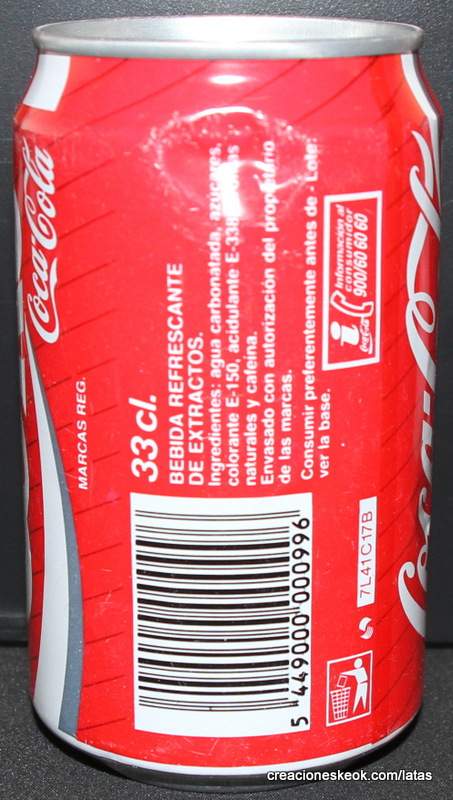 Coca-Cola
MARCAS REG.
33 cl.
BEBIDA REFRESCANTE
DE EXTRACTOS.
Ingredientes: agua carbonatada, azúcares,
colorante E-150, acidulante E-338,
naturales y cafeína.
Envasado con autorización del propietario
de las marcas.
Consumir preferentemente antes de - Lote:
ver la base.
Información al
consumidor
900/60 60 60
Coca-Cola
5 449000 000996
7L41C17B
Coca-Cola
creacioneskeok.com/latas